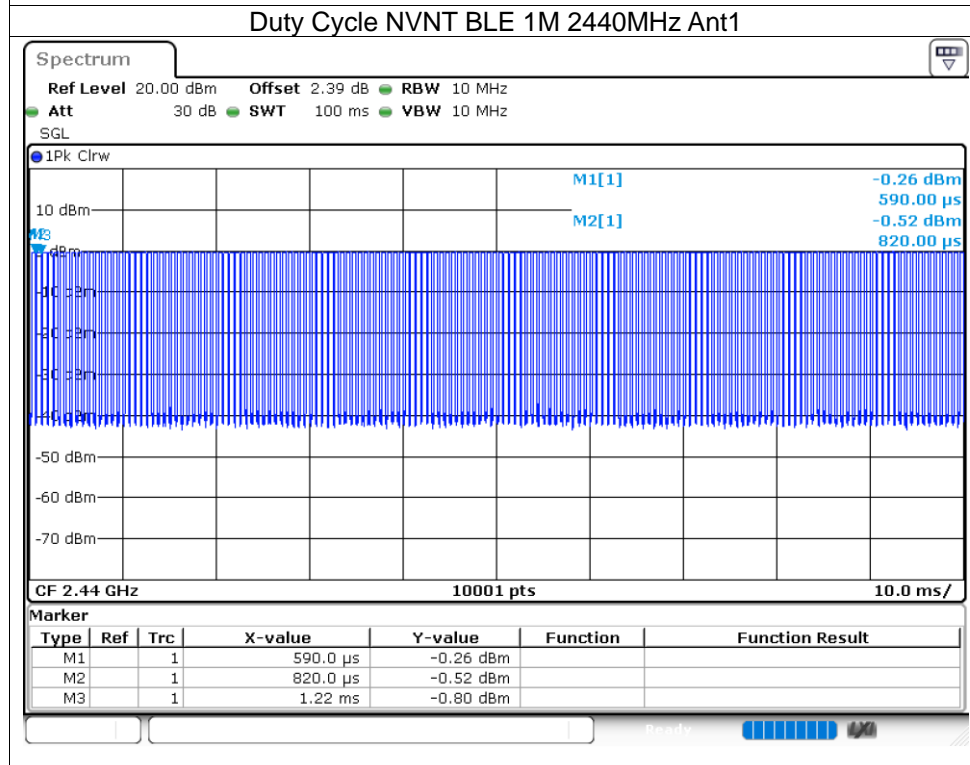 Duty Cycle NVNT BLE 1M 2440MHz Ant1
Spectrum
Ref Level 20.00 dBm Offset 2.39 dB RBW 10 MHz
Att 30 dB SWT 100 ms VBW 10 MHz
SGL
1Pk Clrw
M1[1] -0.26 dBm
590.00 µs
10 dBm
M2[1] -0.52 dBm
820.00 µs
M3
-50 dBm
-60 dBm
-70 dBm
CF 2.44 GHz 10001 pts 10.0 ms/
Marker
Type Ref Trc X-value Y-value Function Function Result
M1 1 590.0 µs -0.26 dBm
M2 1 820.0 µs -0.52 dBm
M3 1 1.22 ms -0.80 dBm
Ready LXI